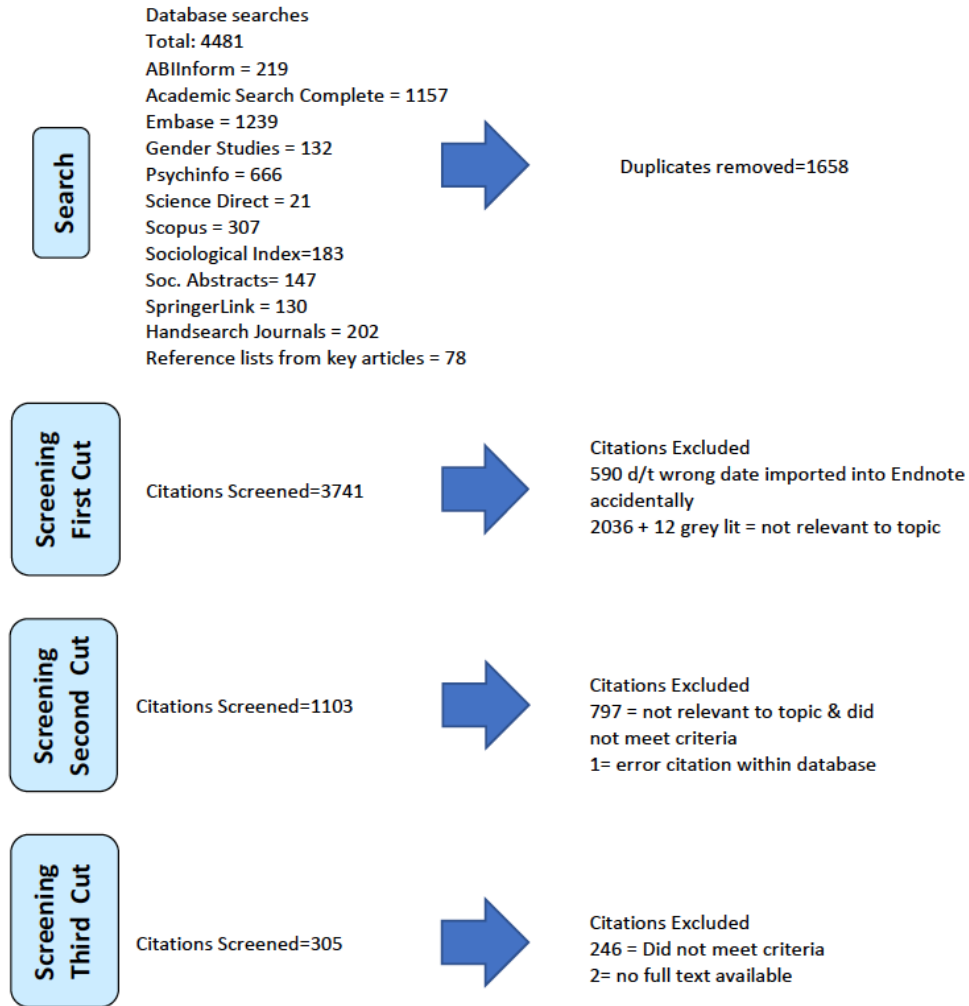 Database searches
Total: 4481
ABIInform = 219
Academic Search Complete = 1157
Embase = 1239
Gender Studies = 132
Psychinfo = 666
Science Direct = 21
Scopus = 307
Sociological Index=183
Soc. Abstracts= 147
SpringerLink = 130
Handsearch Journals = 202
Reference lists from key articles = 78
Search
Duplicates removed=1658
Screening
First Cut
Citations Screened=3741
Citations Excluded
590 d/t wrong date imported into Endnote
accidentally
2036 + 12 grey lit = not relevant to topic
Screening
Second Cut
Citations Screened=1103
Citations Excluded
797 = not relevant to topic & did
not meet criteria
1= error citation within database
Screening
Third Cut
Citations Screened=305
Citations Excluded
246 = Did not meet criteria
2= no full text available